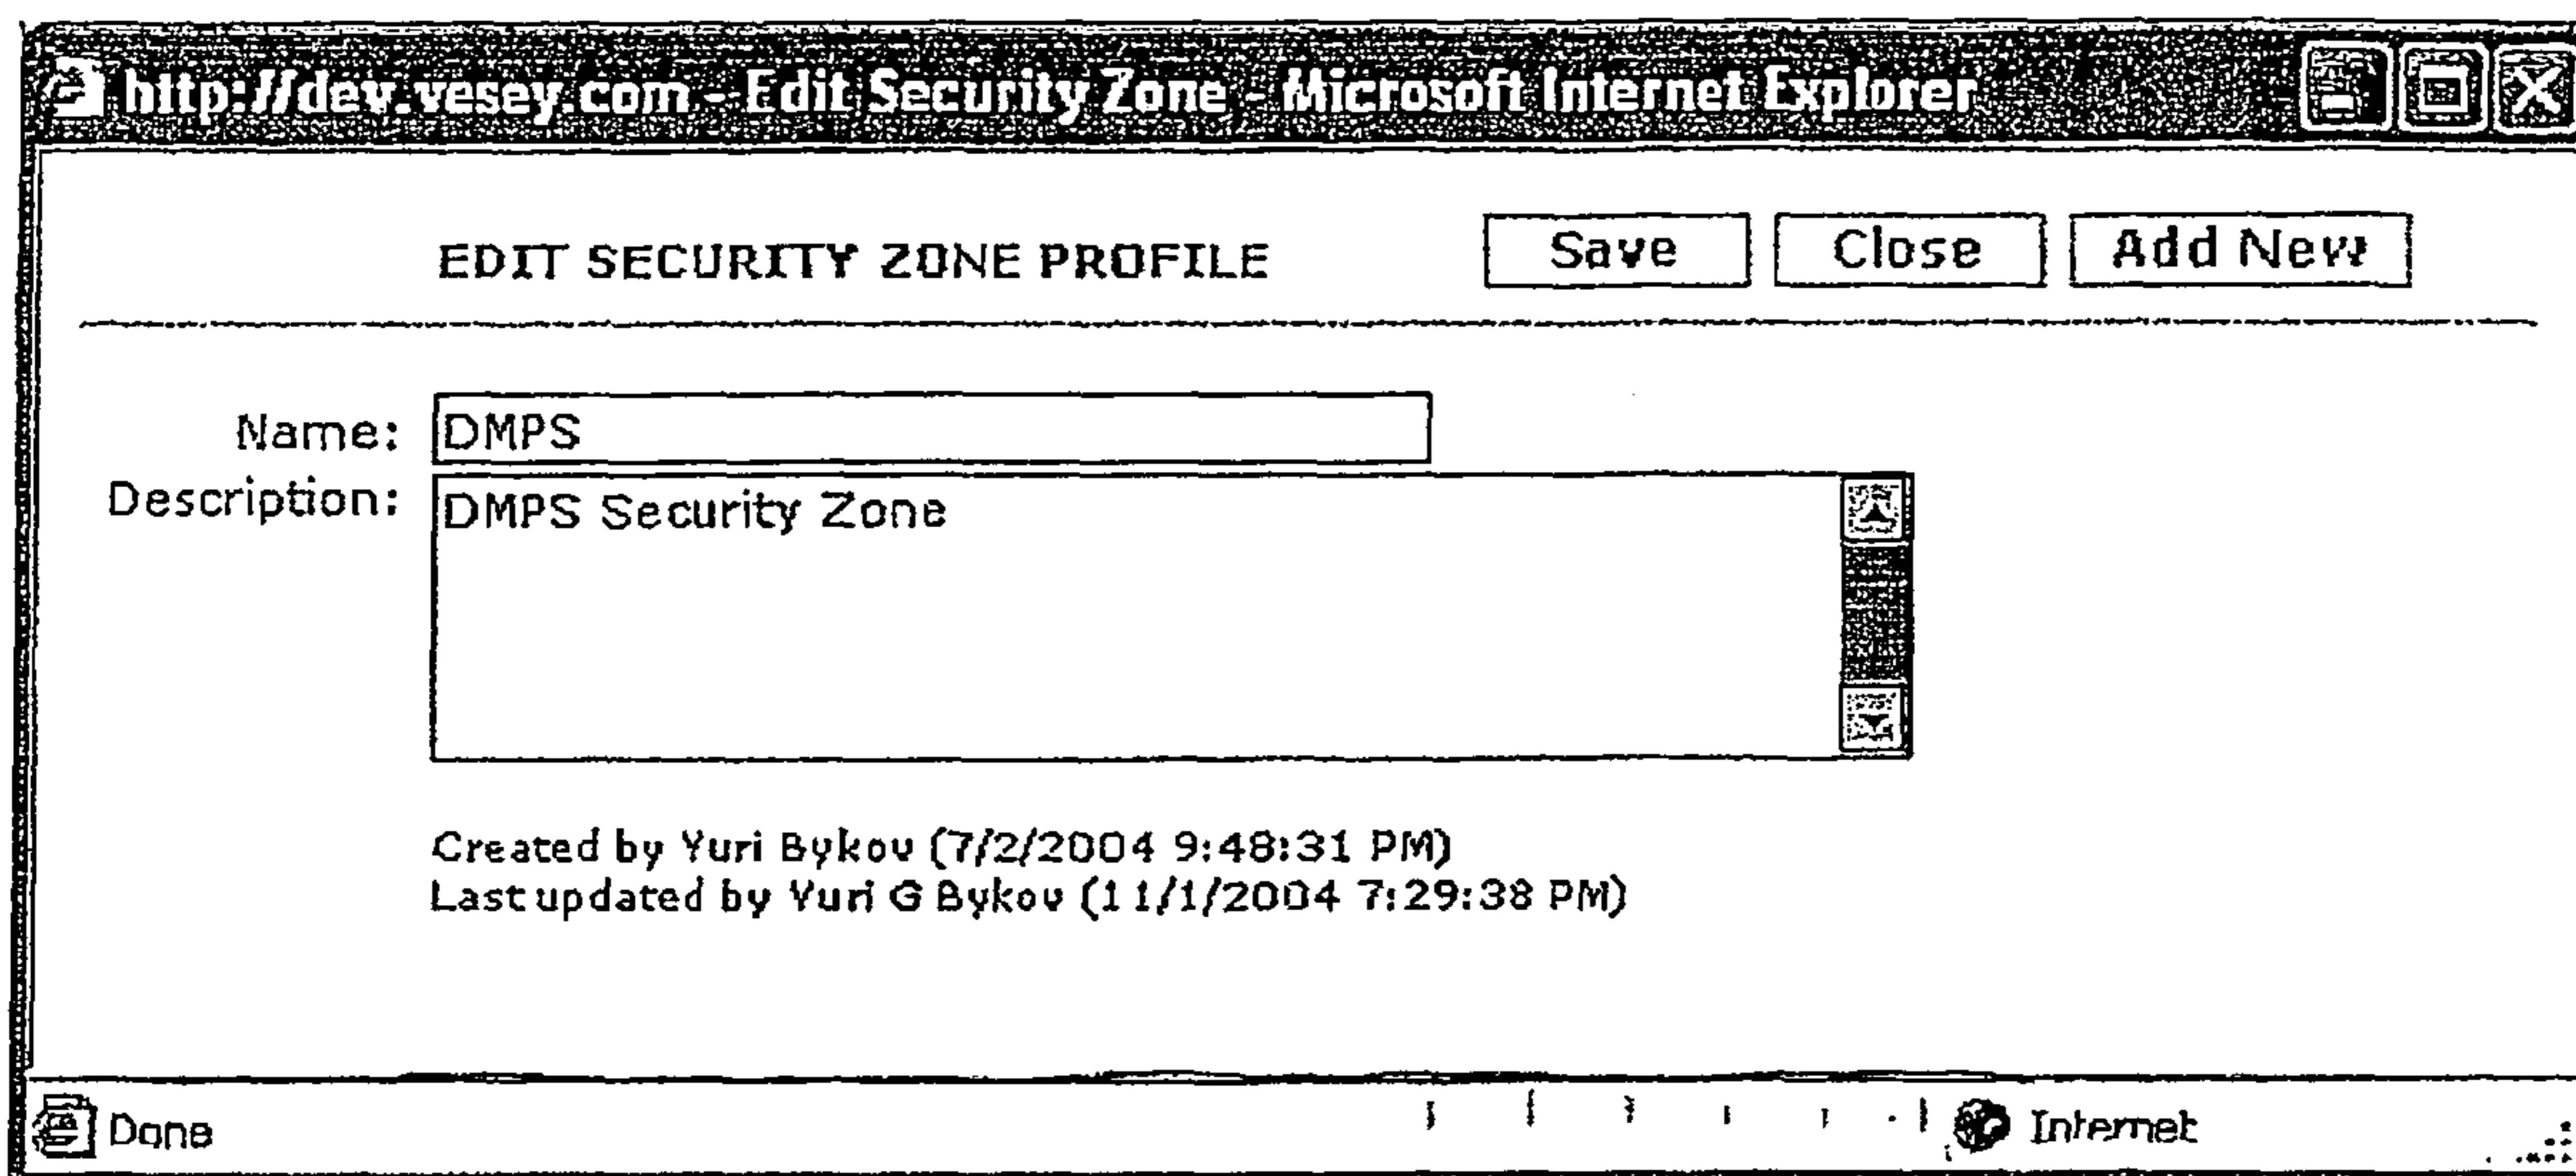 http://dev.vesey.com - Edit Security Zone - Microsoft Internet Explorer
EDIT SECURITY ZONE PROFILE
Save Close Add New
Name: DMPS
Description: DMPS Security Zone
Created by Yuri Bykov (7/2/2004 9:48:31 PM)
Last updated by Yuri G Bykov (11/1/2004 7:29:38 PM)
Done Internet